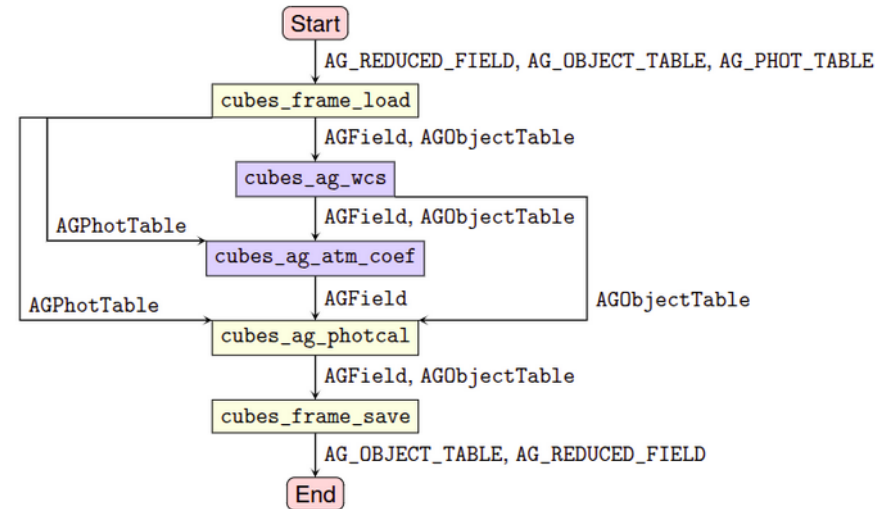 Start
AG_REDUCED_FIELD, AG_OBJECT_TABLE, AG_PHOT_TABLE
cubes_frame_load
AGField, AGObjectTable
cubes_ag_wcs
AGField, AGObjectTable
AGPhotTable
cubes_ag_atm_coef
AGField
AGObjectTable
AGPhotTable
cubes_ag_photcal
AGField, AGObjectTable
cubes_frame_save
AG_OBJECT_TABLE, AG_REDUCED_FIELD
End